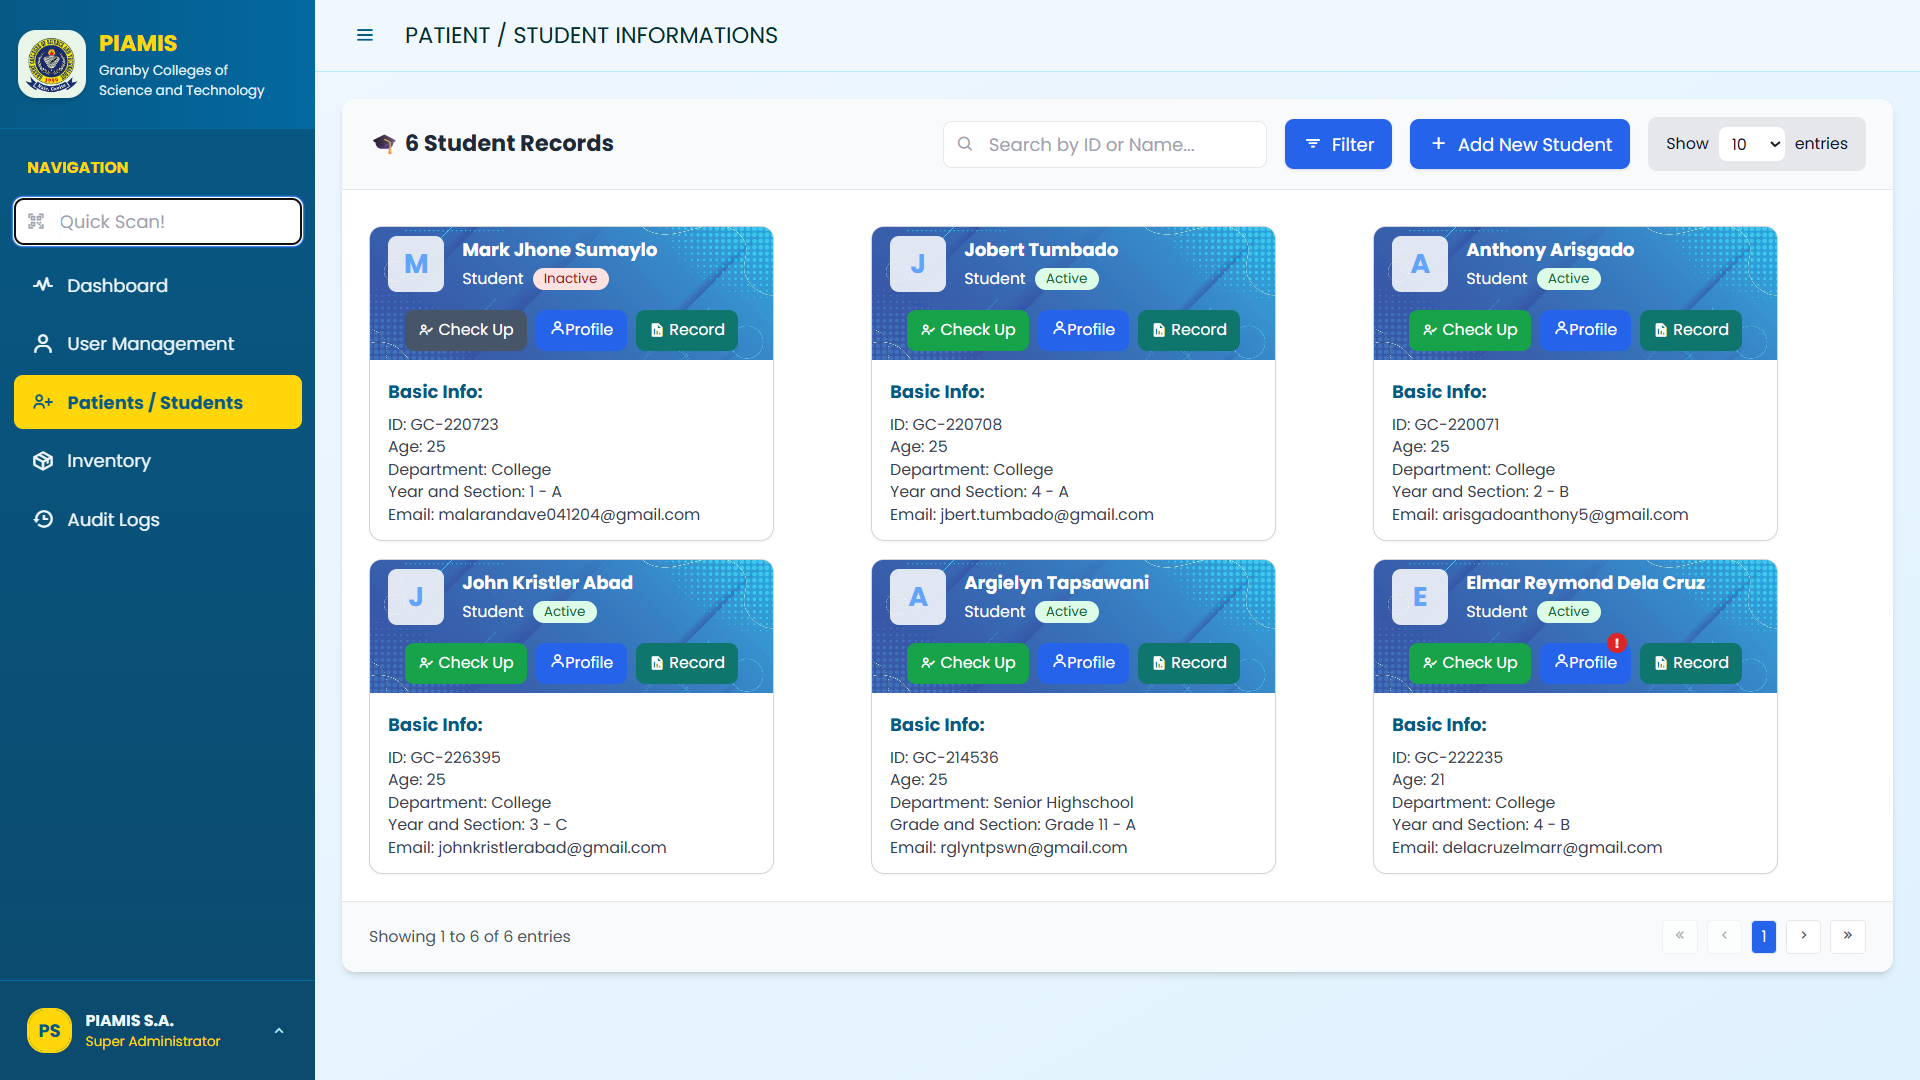 PIAMIS
Granby Colleges of
Science and Technology
NAVIGATION
Quick Scan!
Dashboard
User Management
Patients / Students
Inventory
Audit Logs
PS
PIAMIS S.A.
Super Administrator
PATIENT / STUDENT INFORMATIONS
6 Student Records
Search by ID or Name...
Filter
+ Add New Student
Show 10 entries
M
Mark Jhone Sumaylo
Student Inactive
Check Up Profile Record
Basic Info:
ID: GC-220723
Age: 25
Department: College
Year and Section: 1 - A
Email: malarandave041204@gmail.com
J
Jobert Tumbado
Student Active
Check Up Profile Record
Basic Info:
ID: GC-220708
Age: 25
Department: College
Year and Section: 4 - A
Email: jbert.tumbado@gmail.com
A
Anthony Arisgado
Student Active
Check Up Profile Record
Basic Info:
ID: GC-220071
Age: 25
Department: College
Year and Section: 2 - B
Email: arisgadoanthony5@gmail.com
J
John Kristler Abad
Student Active
Check Up Profile Record
Basic Info:
ID: GC-226395
Age: 25
Department: College
Year and Section: 3 - C
Email: johnkristlerabad@gmail.com
A
Argielyn Tapsawani
Student Active
Check Up Profile Record
Basic Info:
ID: GC-214536
Age: 25
Department: Senior Highschool
Grade and Section: Grade 11 - A
Email: rglyntpswn@gmail.com
E
Elmar Reymond Dela Cruz
Student Active
!
Check Up Profile Record
Basic Info:
ID: GC-222235
Age: 21
Department: College
Year and Section: 4 - B
Email: delacruzelmarr@gmail.com
Showing 1 to 6 of 6 entries
« ‹ 1 › »